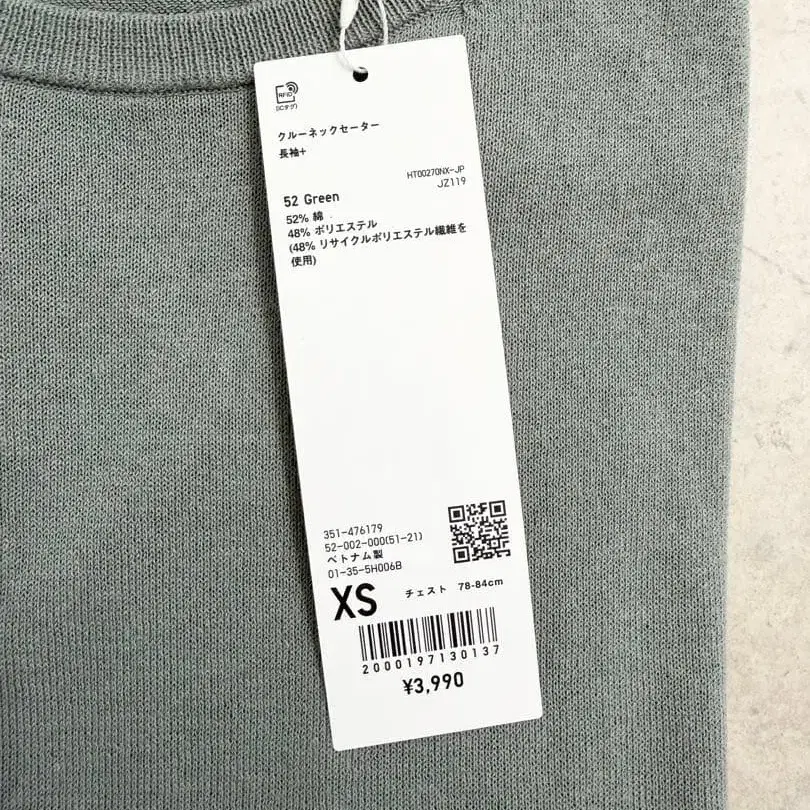 RFID
(ICタグ)
クルーネックセーター
長袖+
HT00270NX-JP
JZ119
52 Green
52% 綿
48% ポリエステル
(48% リサイクルポリエステル繊維を
使用)
351-476179
52-002-000(51-21)
ベトナム製
01-35-5H006B
XS チェスト 78-84cm
2000197130137
¥3,990